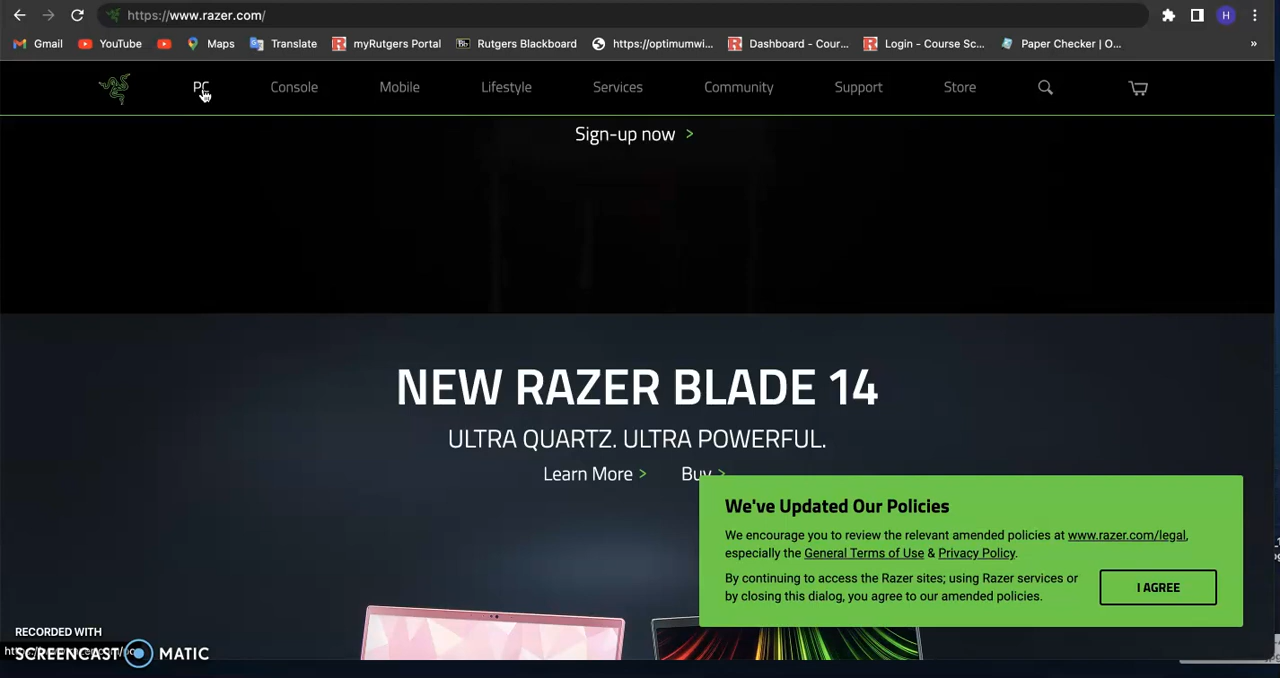 https://www.razer.com/
Gmail YouTube Maps Translate myRutgers Portal Rutgers Blackboard https://optimumwi... Dashboard - Cour... Login - Course Sc... Paper Checker | O... »
PC Console Mobile Lifestyle Services Community Support Store
Sign-up now >
NEW RAZER BLADE 14
ULTRA QUARTZ. ULTRA POWERFUL.
Learn More > Buy >
We've Updated Our Policies
We encourage you to review the relevant amended policies at www.razer.com/legal,
especially the General Terms of Use & Privacy Policy.
By continuing to access the Razer sites; using Razer services or
by closing this dialog, you agree to our amended policies.
I AGREE
RECORDED WITH
SCREENCAST MATIC
H